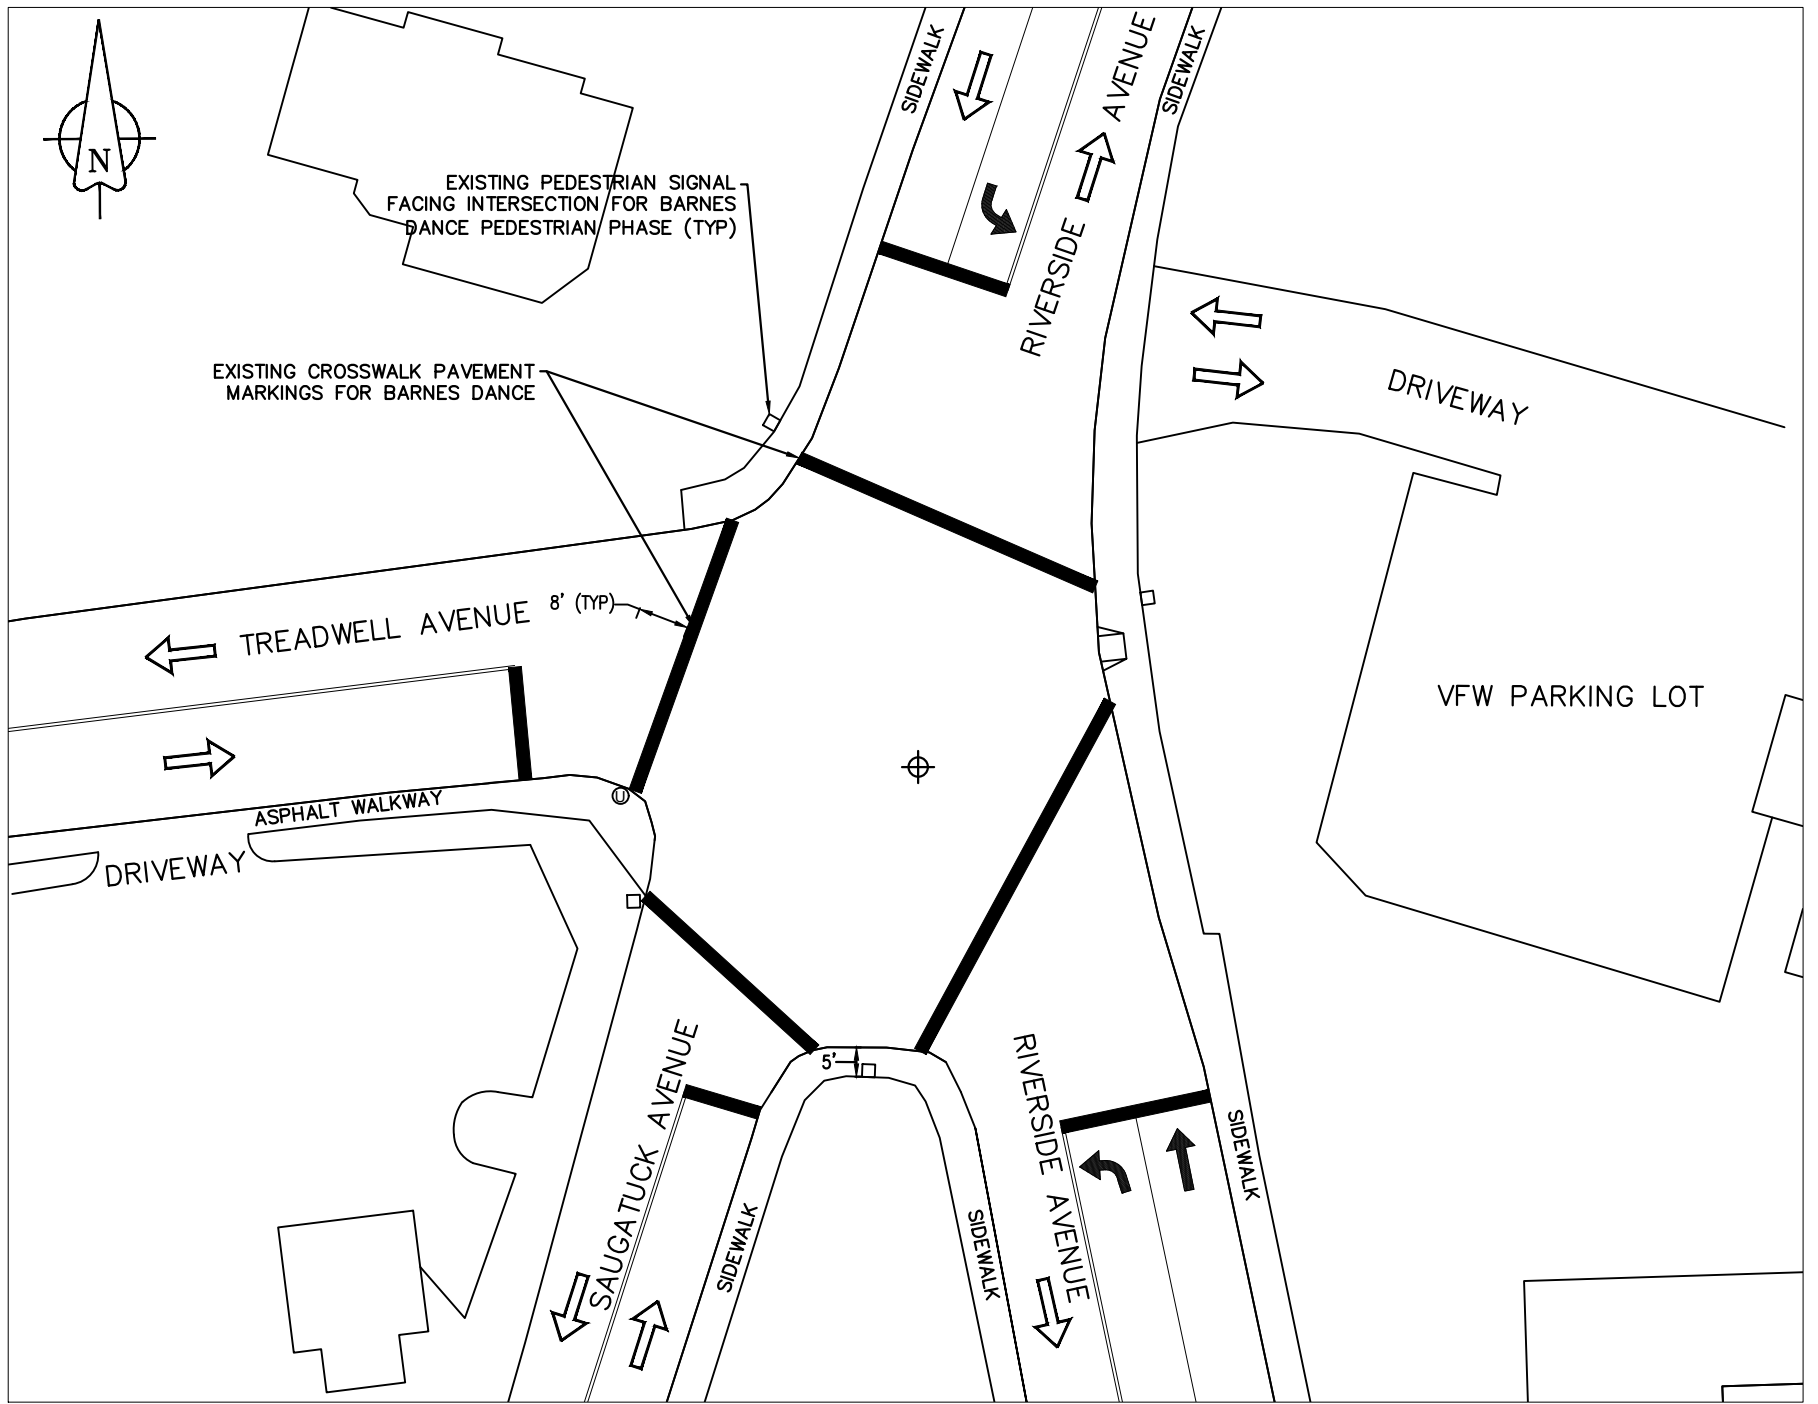 SIDEWALK
RIVERSIDE AVENUE
SIDEWALK
N
EXISTING PEDESTRIAN SIGNAL
FACING INTERSECTION FOR BARNES
DANCE PEDESTRIAN PHASE (TYP)
EXISTING CROSSWALK PAVEMENT
MARKINGS FOR BARNES DANCE
DRIVEWAY
TREADWELL AVENUE
8' (TYP)
VFW PARKING LOT
U
ASPHALT WALKWAY
DRIVEWAY
5'
SAUGATUCK AVENUE
RIVERSIDE AVENUE
SIDEWALK
SIDEWALK
SIDEWALK